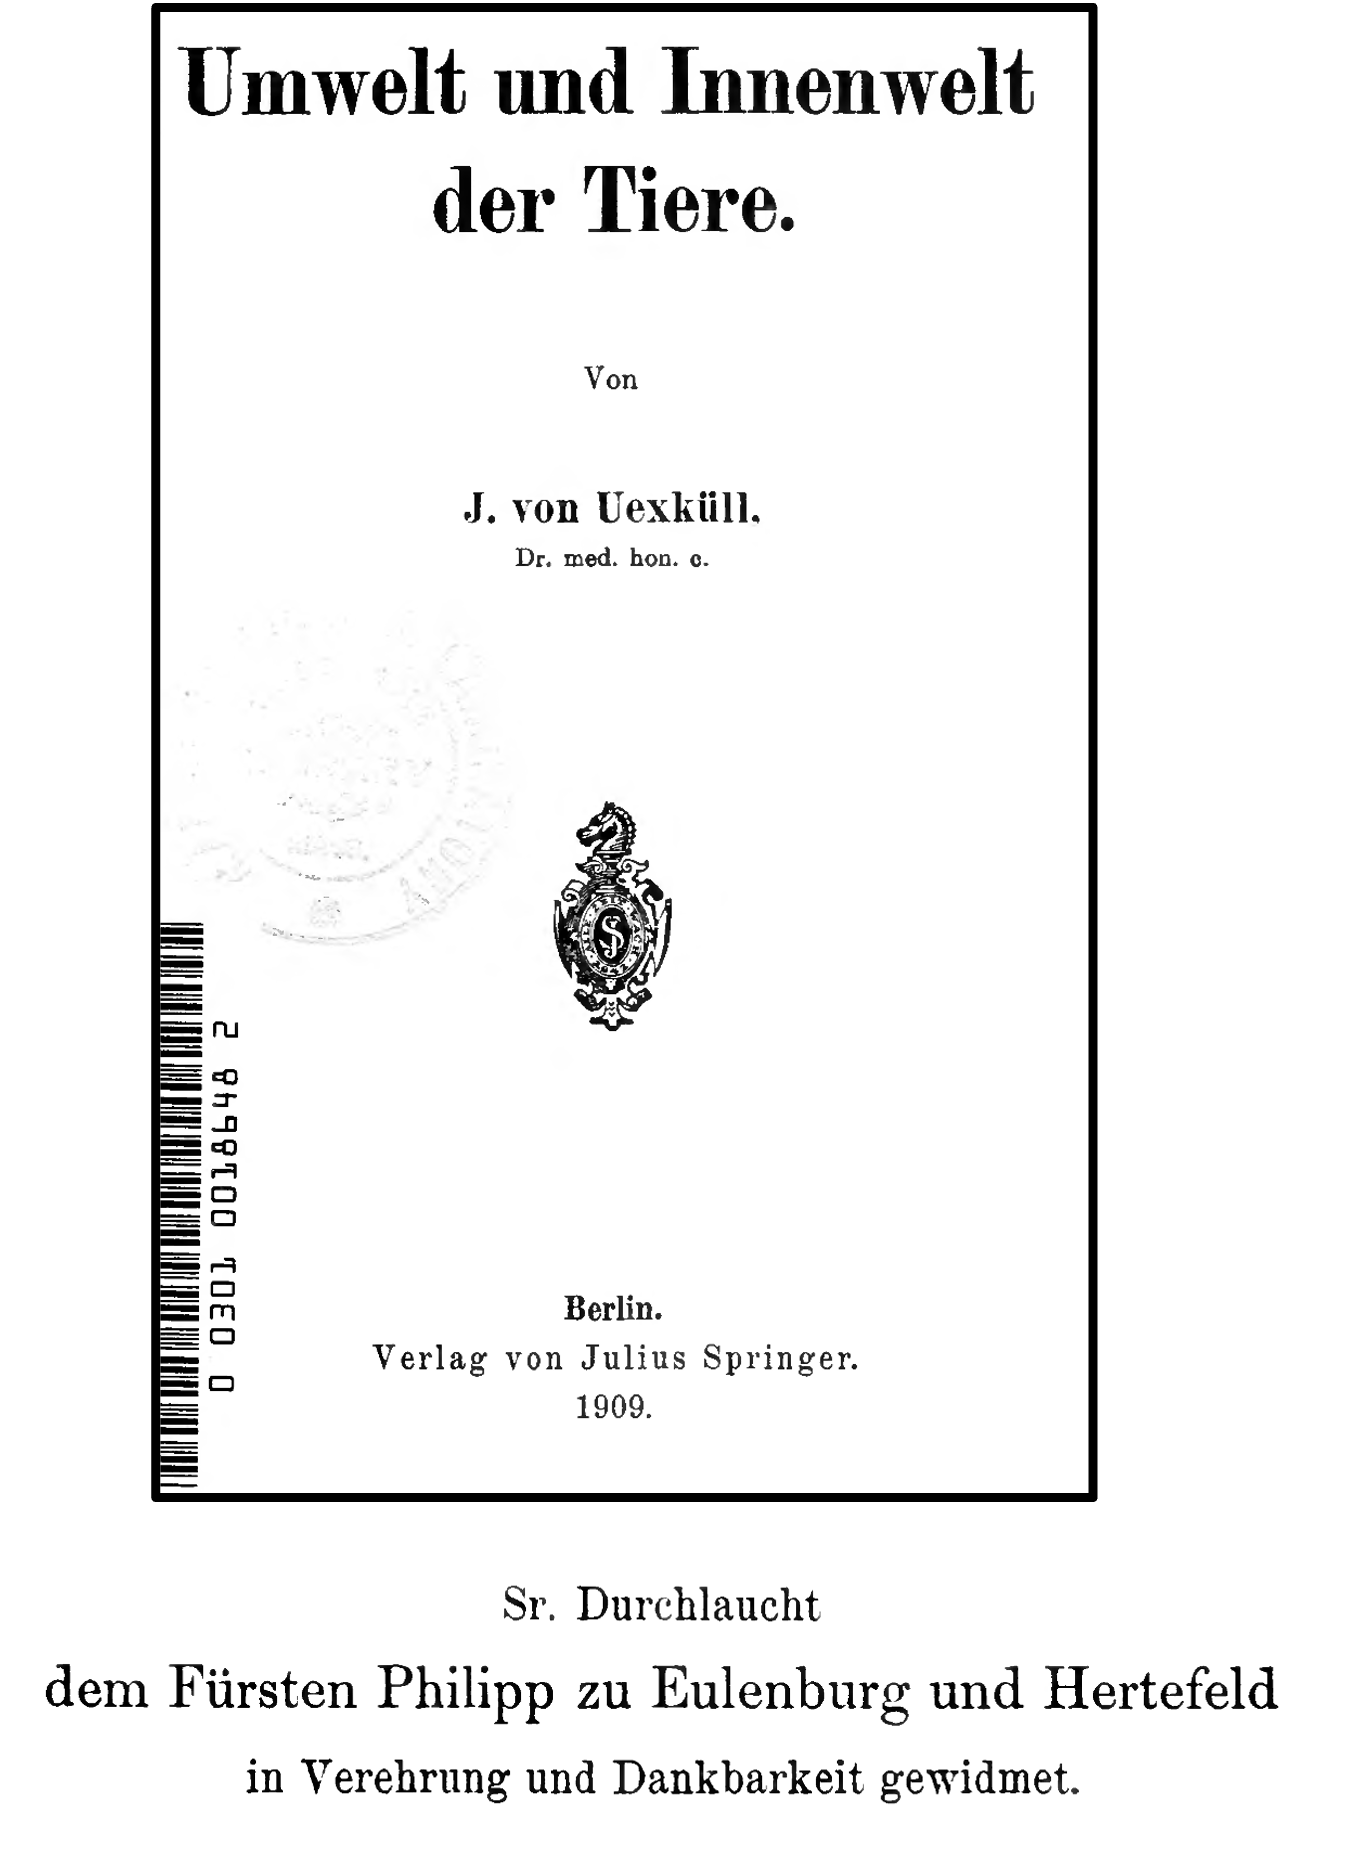 Umwelt und Innenwelt
der Tiere.
Von
J. von Uexküll.
Dr. med. hon. c.
Berlin.
Verlag von Julius Springer.
1909.
0 0301 0018648 2
Sr. Durchlaucht
dem Fürsten Philipp zu Eulenburg und Hertefeld
in Verehrung und Dankbarkeit gewidmet.